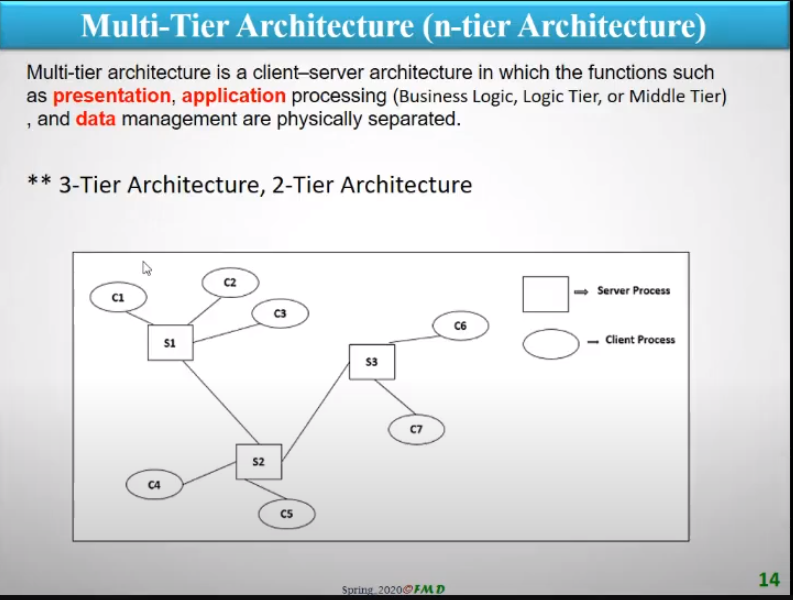 Multi-Tier Architecture (n-tier Architecture)
Multi-tier architecture is a client–server architecture in which the functions such
as presentation, application processing (Business Logic, Logic Tier, or Middle Tier)
, and data management are physically separated.
** 3-Tier Architecture, 2-Tier Architecture
C1
C2
C3
S1
C6
S3
C7
S2
C4
C5
Server Process
Client Process
Spring_2020©FMD
14